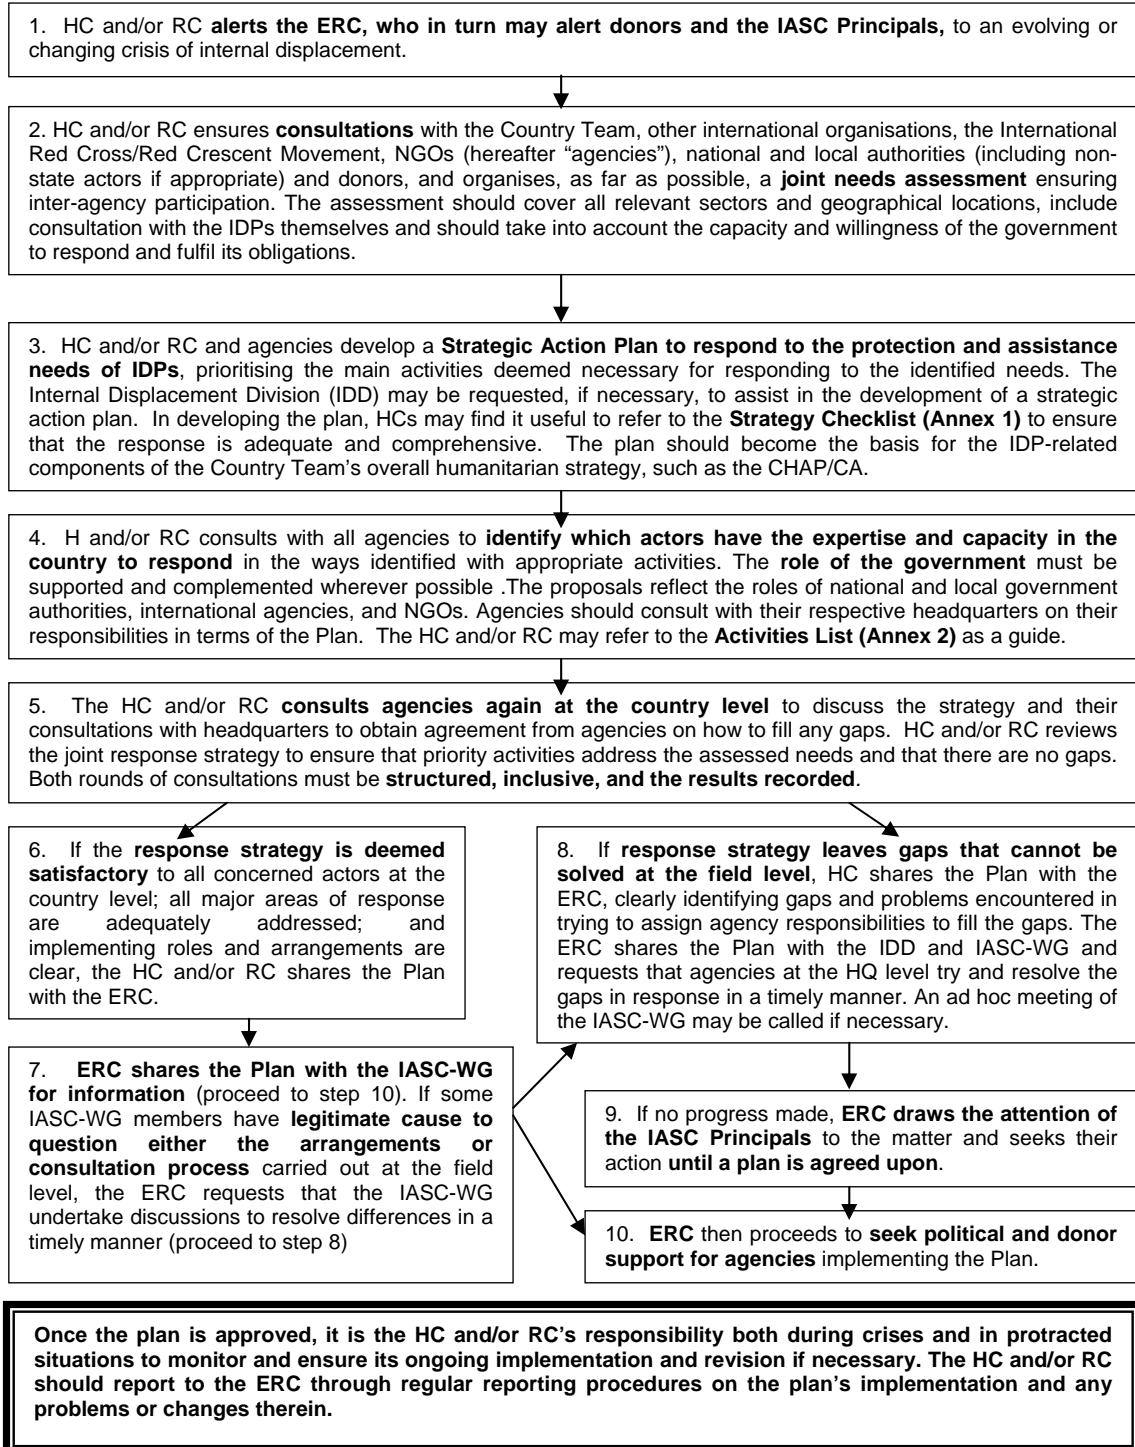 1. HC and/or RC alerts the ERC, who in turn may alert donors and the IASC Principals, to an evolving or
changing crisis of internal displacement.
2. HC and/or RC ensures consultations with the Country Team, other international organisations, the International
Red Cross/Red Crescent Movement, NGOs (hereafter “agencies”), national and local authorities (including non-
state actors if appropriate) and donors, and organises, as far as possible, a joint needs assessment ensuring
inter-agency participation. The assessment should cover all relevant sectors and geographical locations, include
consultation with the IDPs themselves and should take into account the capacity and willingness of the government
to respond and fulfil its obligations.
3. HC and/or RC and agencies develop a Strategic Action Plan to respond to the protection and assistance
needs of IDPs, prioritising the main activities deemed necessary for responding to the identified needs. The
Internal Displacement Division (IDD) may be requested, if necessary, to assist in the development of a strategic
action plan. In developing the plan, HCs may find it useful to refer to the Strategy Checklist (Annex 1) to ensure
that the response is adequate and comprehensive. The plan should become the basis for the IDP-related
components of the Country Team’s overall humanitarian strategy, such as the CHAP/CA.
4. H and/or RC consults with all agencies to identify which actors have the expertise and capacity in the
country to respond in the ways identified with appropriate activities. The role of the government must be
supported and complemented wherever possible .The proposals reflect the roles of national and local government
authorities, international agencies, and NGOs. Agencies should consult with their respective headquarters on their
responsibilities in terms of the Plan. The HC and/or RC may refer to the Activities List (Annex 2) as a guide.
5. The HC and/or RC consults agencies again at the country level to discuss the strategy and their
consultations with headquarters to obtain agreement from agencies on how to fill any gaps. HC and/or RC reviews
the joint response strategy to ensure that priority activities address the assessed needs and that there are no gaps.
Both rounds of consultations must be structured, inclusive, and the results recorded.
6. If the response strategy is deemed
satisfactory to all concerned actors at the
country level; all major areas of response
are adequately addressed; and
implementing roles and arrangements are
clear, the HC and/or RC shares the Plan
with the ERC.
7. ERC shares the Plan with the IASC-WG
for information (proceed to step 10). If some
IASC-WG members have legitimate cause to
question either the arrangements or
consultation process carried out at the field
level, the ERC requests that the IASC-WG
undertake discussions to resolve differences in a
timely manner (proceed to step 8)
8. If response strategy leaves gaps that cannot be
solved at the field level, HC shares the Plan with the
ERC, clearly identifying gaps and problems encountered in
trying to assign agency responsibilities to fill the gaps. The
ERC shares the Plan with the IDD and IASC-WG and
requests that agencies at the HQ level try and resolve the
gaps in response in a timely manner. An ad hoc meeting of
the IASC-WG may be called if necessary.
9. If no progress made, ERC draws the attention of
the IASC Principals to the matter and seeks their
action until a plan is agreed upon.
10. ERC then proceeds to seek political and donor
support for agencies implementing the Plan.
Once the plan is approved, it is the HC and/or RC’s responsibility both during crises and in protracted
situations to monitor and ensure its ongoing implementation and revision if necessary. The HC and/or RC
should report to the ERC through regular reporting procedures on the plan’s implementation and any
problems or changes therein.